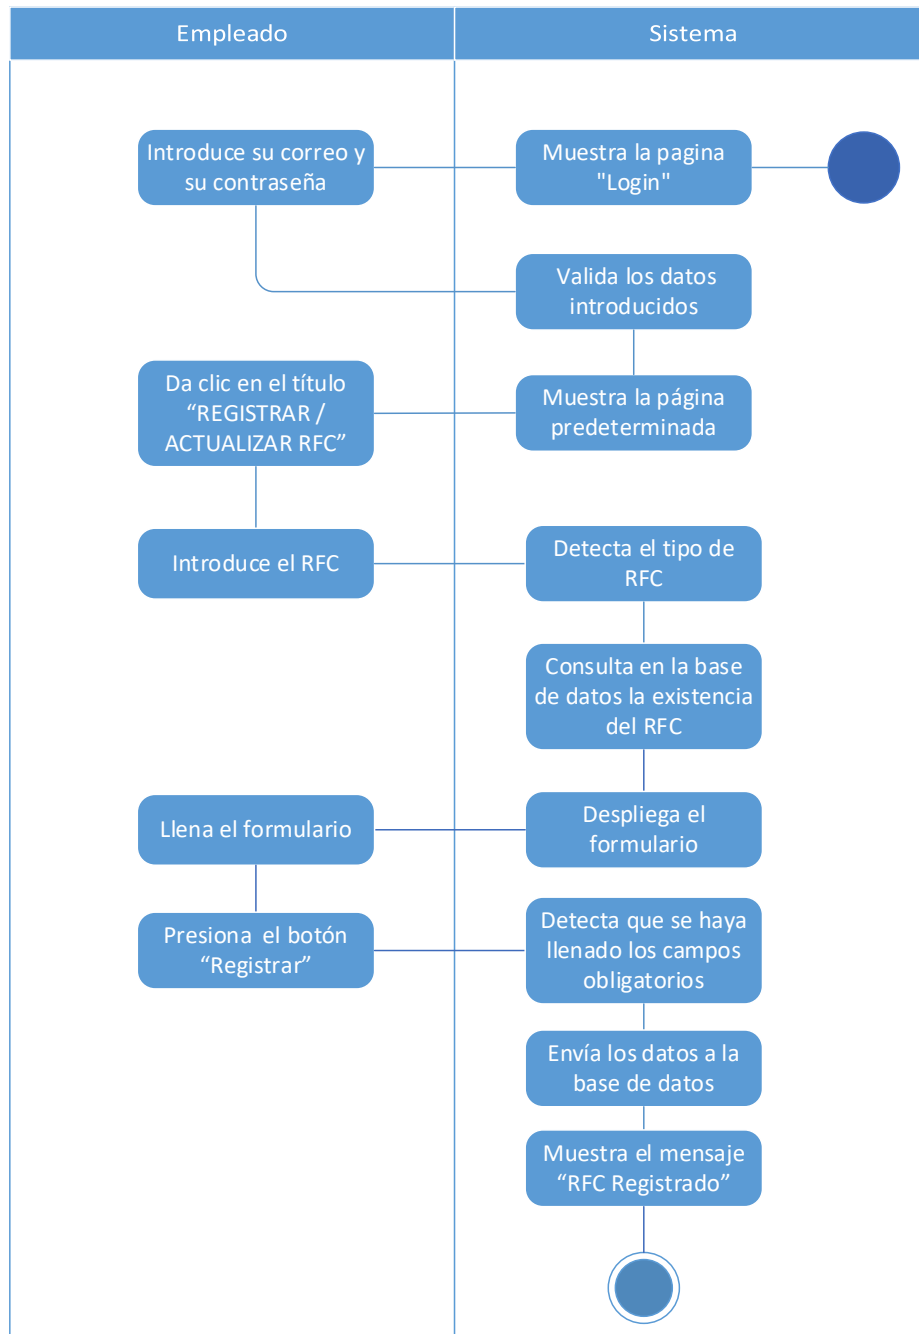 Empleado
Sistema
Introduce su correo y
su contraseña
Muestra la pagina
"Login"
Valida los datos
introducidos
Da clic en el título
“REGISTRAR /
ACTUALIZAR RFC”
Muestra la página
predeterminada
Introduce el RFC
Detecta el tipo de
RFC
Consulta en la base
de datos la existencia
del RFC
Llena el formulario
Despliega el
formulario
Presiona el botón
“Registrar”
Detecta que se haya
llenado los campos
obligatorios
Envía los datos a la
base de datos
Muestra el mensaje
“RFC Registrado”